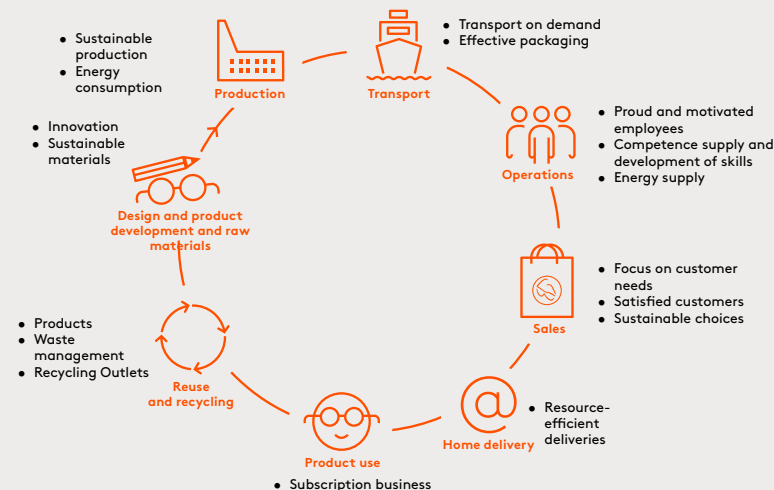 • Sustainable
production
• Energy
consumption
Production
• Transport on demand
• Effective packaging
Transport
• Proud and motivated
employees
• Competence supply and
development of skills
• Energy supply
Operations
• Focus on customer
needs
• Satisfied customers
• Sustainable choices
Sales
• Resource-
efficient
deliveries
@
Home delivery
Product use
• Subscription business
• Products
• Waste
management
• Recycling Outlets
Reuse
and recycling
• Innovation
• Sustainable
materials
Design and product
development and raw
materials